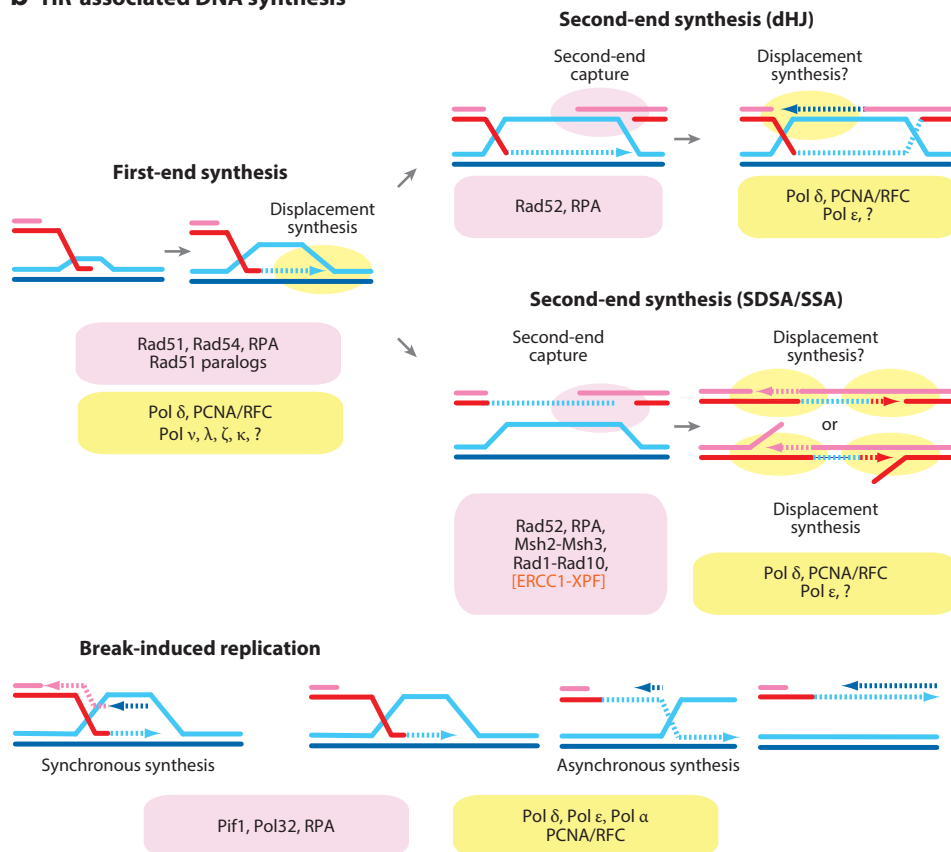 b HR-associated DNA synthesis
Second-end synthesis (dHJ)
Second-end
capture
Displacement
synthesis?
First-end synthesis
Displacement
synthesis
Rad52, RPA
Pol δ, PCNA/RFC
Pol ε, ?
Second-end synthesis (SDSA/SSA)
Rad51, Rad54, RPA
Rad51 paralogs
Pol δ, PCNA/RFC
Pol ν, λ, ζ, κ, ?
Second-end
capture
Displacement
synthesis?
or
Displacement
synthesis
Rad52, RPA,
Msh2-Msh3,
Rad1-Rad10,
[ERCC1-XPF]
Pol δ, PCNA/RFC
Pol ε, ?
Break-induced replication
Synchronous synthesis
Asynchronous synthesis
Pif1, Pol32, RPA
Pol δ, Pol ε, Pol α
PCNA/RFC